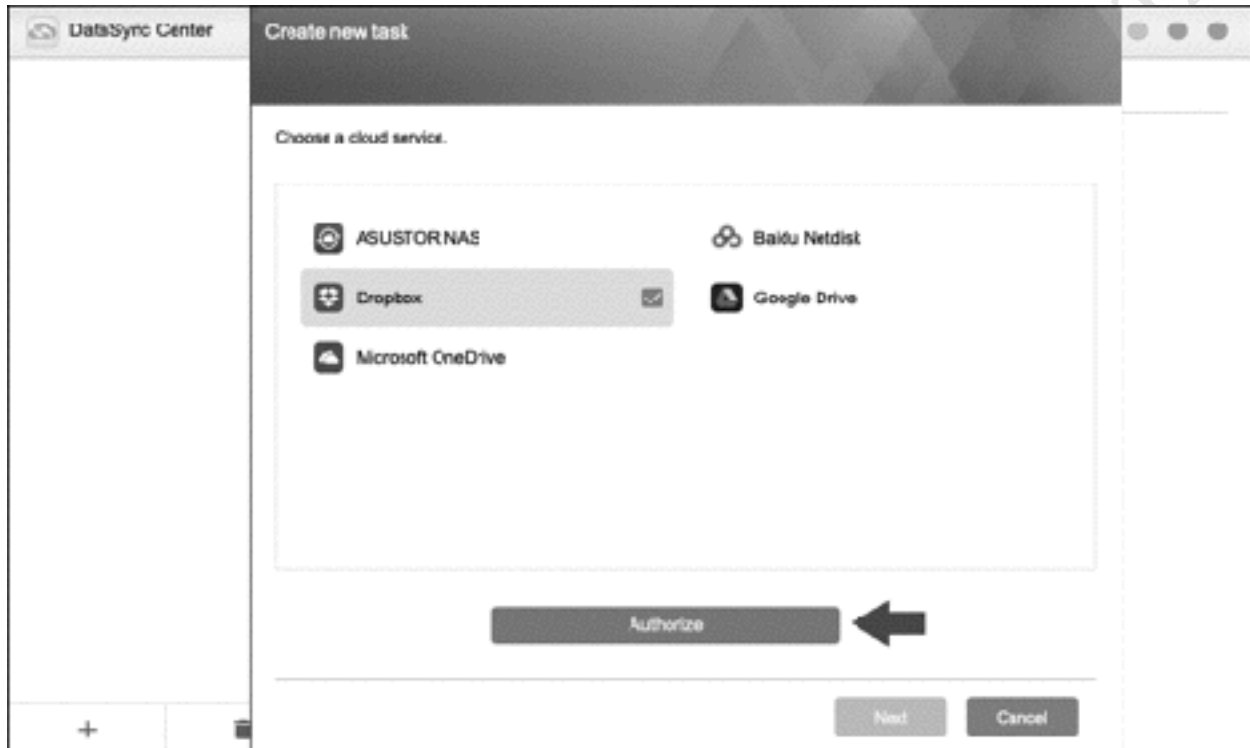 DataSync Center
Create new task
Choose a cloud service.
ASUSTOR NAS
Baidu Netdisk
Dropbox
Google Drive
Microsoft OneDrive
Authorize
Next
Cancel